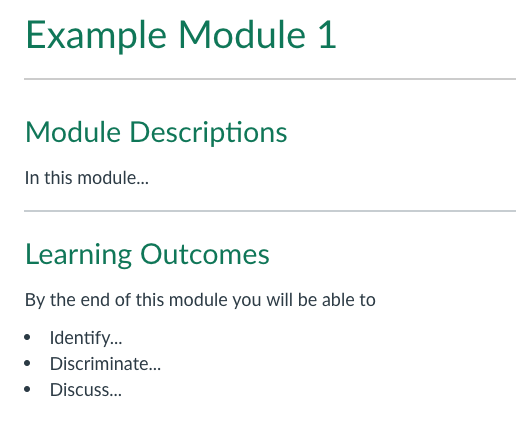 Example Module 1
Module Descriptions
In this module...
Learning Outcomes
By the end of this module you will be able to
• Identify...
• Discriminate...
• Discuss...